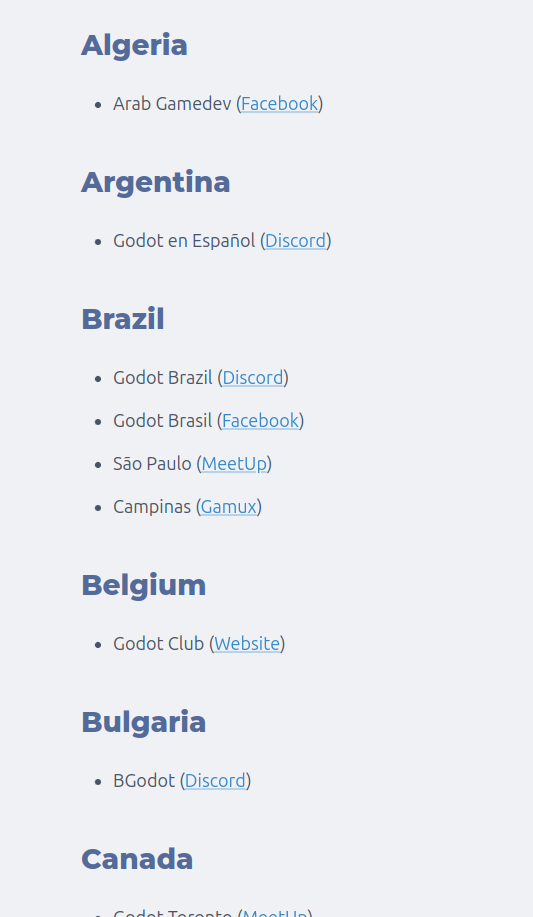 Algeria
• Arab Gamedev (Facebook)
Argentina
• Godot en Español (Discord)
Brazil
• Godot Brazil (Discord)
• Godot Brasil (Facebook)
• São Paulo (MeetUp)
• Campinas (Gamux)
Belgium
• Godot Club (Website)
Bulgaria
• BGodot (Discord)
Canada
• Godot Toronto (MeetUp)